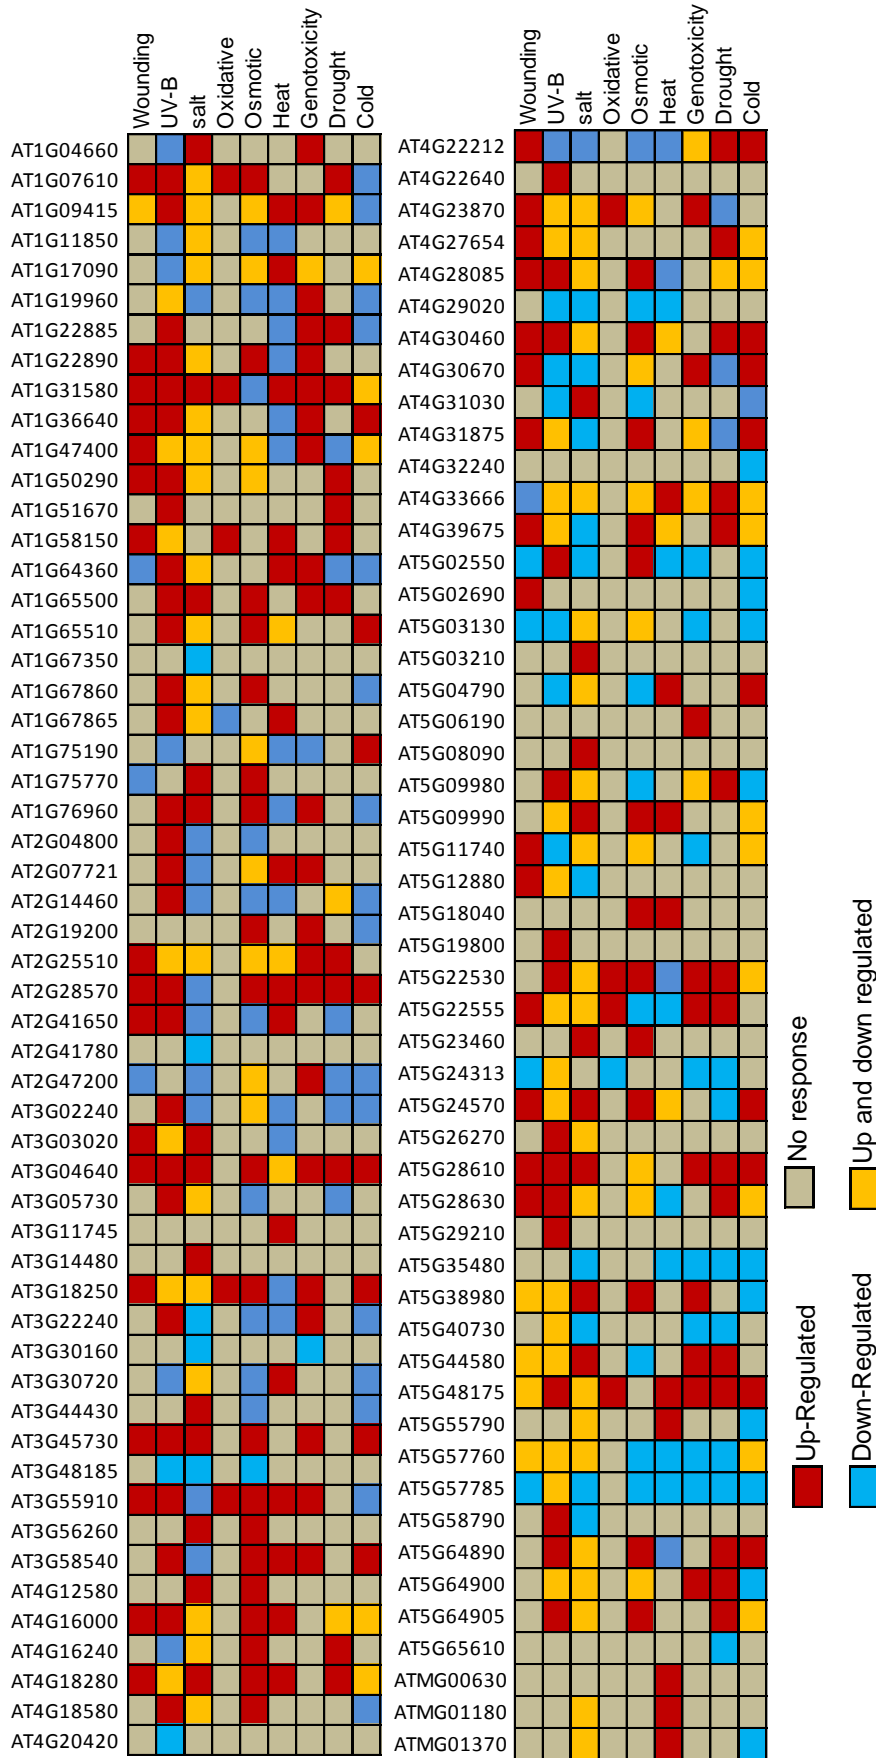 Wounding
UV-B
salt
Oxidative
Osmotic
Heat
Genotoxicity
Drought
Cold
AT1G04660
AT1G07610
AT1G09415
AT1G11850
AT1G17090
AT1G19960
AT1G22885
AT1G22890
AT1G31580
AT1G36640
AT1G47400
AT1G50290
AT1G51670
AT1G58150
AT1G64360
AT1G65500
AT1G65510
AT1G67350
AT1G67860
AT1G67865
AT1G75190
AT1G75770
AT1G76960
AT2G04800
AT2G07721
AT2G14460
AT2G19200
AT2G25510
AT2G28570
AT2G41650
AT2G41780
AT2G47200
AT3G02240
AT3G03020
AT3G04640
AT3G05730
AT3G11745
AT3G14480
AT3G18250
AT3G22240
AT3G30160
AT3G30720
AT3G44430
AT3G45730
AT3G48185
AT3G55910
AT3G56260
AT3G58540
AT4G12580
AT4G16000
AT4G16240
AT4G18280
AT4G18580
AT4G20420
Wounding
UV-B
salt
Oxidative
Osmotic
Heat
Genotoxicity
Drought
Cold
AT4G22212
AT4G22640
AT4G23870
AT4G27654
AT4G28085
AT4G29020
AT4G30460
AT4G30670
AT4G31030
AT4G31875
AT4G32240
AT4G33666
AT4G39675
AT5G02550
AT5G02690
AT5G03130
AT5G03210
AT5G04790
AT5G06190
AT5G08090
AT5G09980
AT5G09990
AT5G11740
AT5G12880
AT5G18040
AT5G19800
AT5G22530
AT5G22555
AT5G23460
AT5G24313
AT5G24570
AT5G26270
AT5G28610
AT5G28630
AT5G29210
AT5G35480
AT5G38980
AT5G40730
AT5G44580
AT5G48175
AT5G55790
AT5G57760
AT5G57785
AT5G58790
AT5G64890
AT5G64900
AT5G64905
AT5G65610
ATMG00630
ATMG01180
ATMG01370
Up-Regulated
No response
Down-Regulated
Up and down regulated